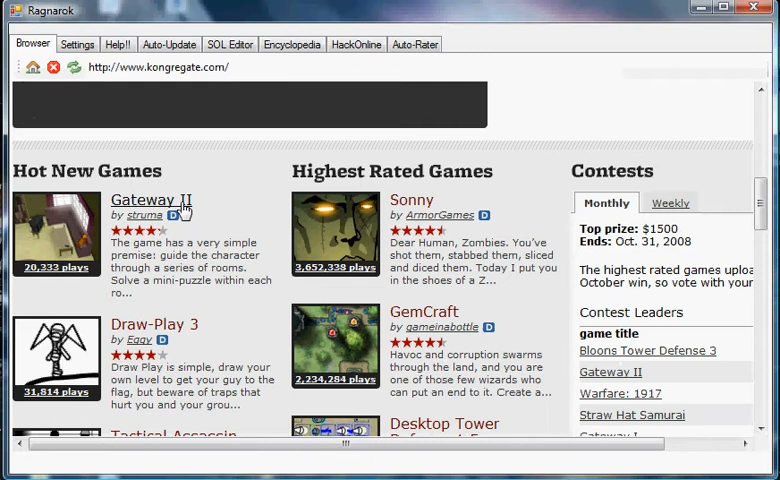 Ragnarok
Browser
Settings
Help!!
Auto-Update
SOL Editor
Encyclopedia
HackOnline
Auto-Rater
http://www.kongregate.com/
Hot New Games
Gateway II
by struma D
20,333 plays
The game has a very simple
premise: guide the character
through a series of rooms.
Solve a mini-puzzle within each
ro...
Draw-Play 3
by Eggy D
31,814 plays
Draw Play is simple, draw your
own level to get your guy to the
flag, but beware of traps that
hurt you and your grou...
Tactical Assassin
Highest Rated Games
Sonny
by ArmorGames D
3,652,338 plays
Dear Human, Zombies. You've
shot them, stabbed them, sliced
and diced them. Today I put you
in the shoes of a Z...
GemCraft
by gameinabottle D
2,234,284 plays
Havoc and corruption swarms
through the land, and you are
one of those few wizards who
can put an end to it. Create a...
Desktop Tower
Contests
Monthly
Weekly
Top prize: $1500
Ends: Oct. 31, 2008
The highest rated games uploa
October win, so vote with your
Contest Leaders
game title
Bloons Tower Defense 3
Gateway II
Warfare: 1917
Straw Hat Samurai
Gateway I